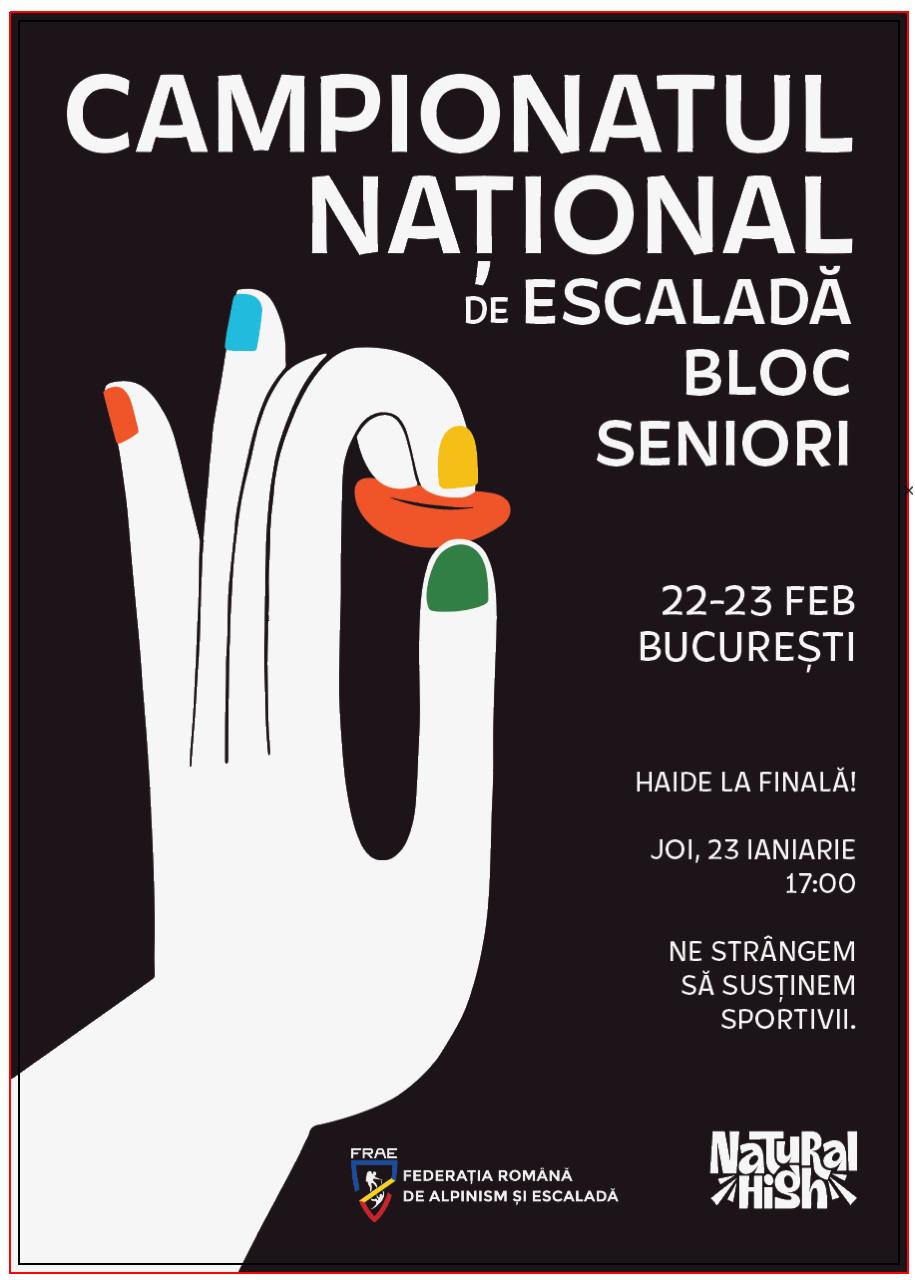 CAMPIONATUL
NAȚIONAL
DE ESCALADĂ
BLOC
SENIORI
22-23 FEB
BUCUREȘTI
HAIDE LA FINALĂ!
JOI, 23 IANIARIE
17:00
NE STRÂNGEM
SĂ SUSȚINEM
SPORTIVII.
FRAE
FEDERAȚIA ROMÂNĂ
DE ALPINISM ȘI ESCALADĂ
NaTuRal
High